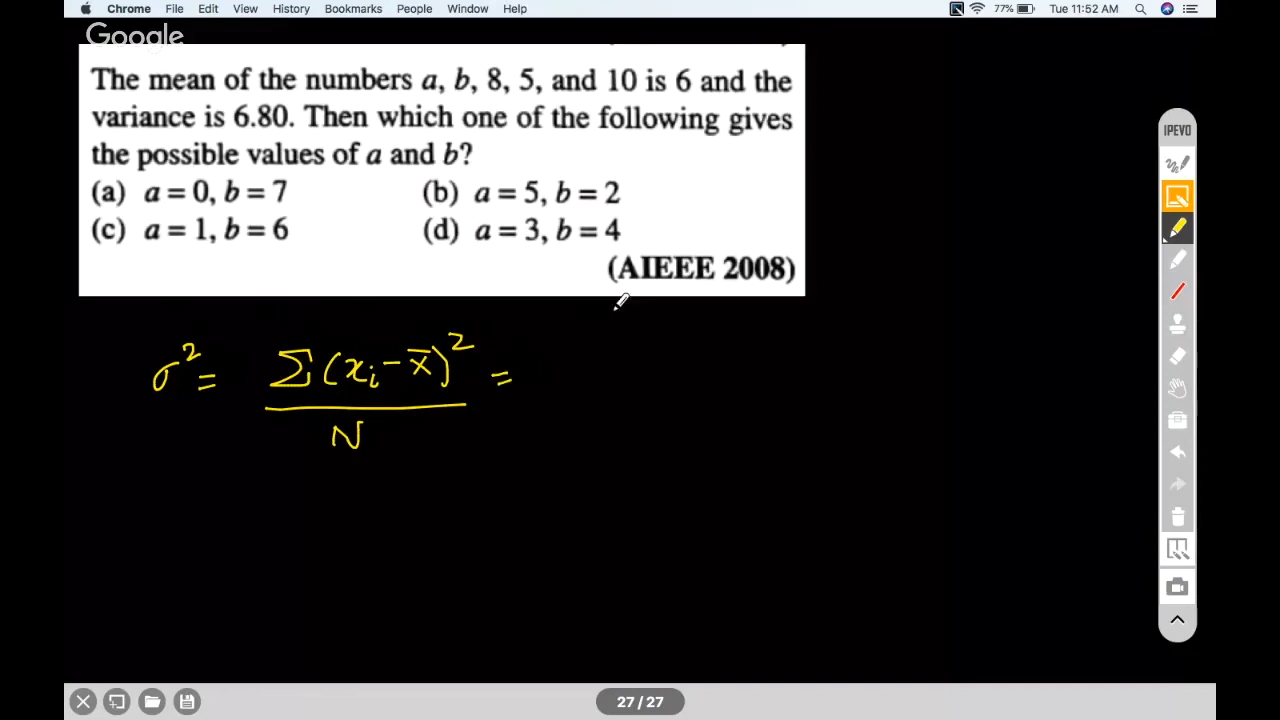 Chrome File Edit View History Bookmarks People Window Help 77% Tue 11:52 AM
Google
The mean of the numbers a, b, 8, 5, and 10 is 6 and the
variance is 6.80. Then which one of the following gives
the possible values of a and b?
(a) a = 0, b = 7 (b) a = 5, b = 2
(c) a = 1, b = 6 (d) a = 3, b = 4
(AIEEE 2008)
σ² = Σ(xᵢ - x̄)² / N =
IPEVO
27 / 27